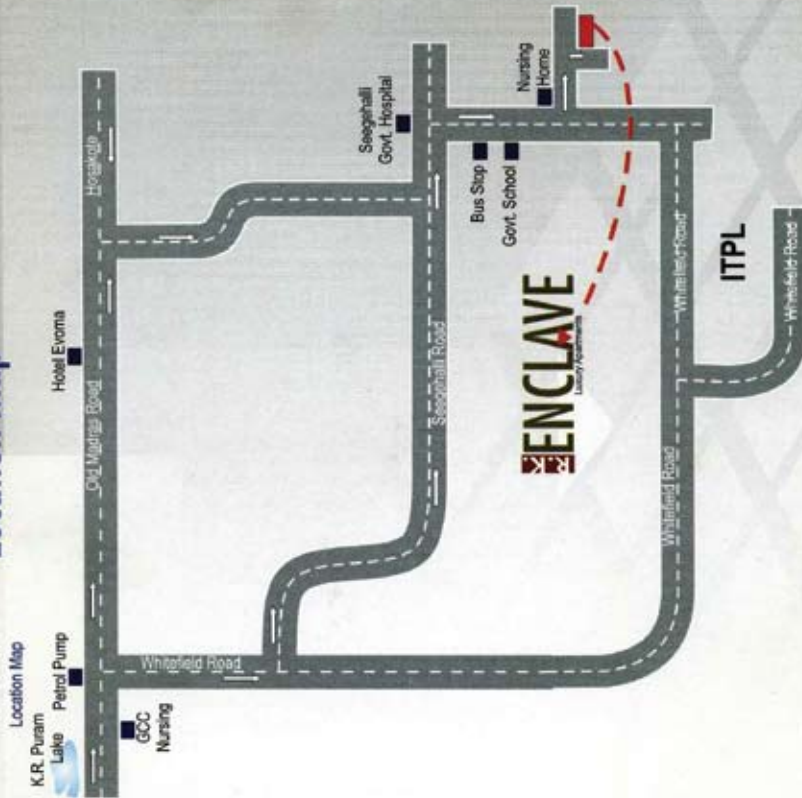 Location Map
K.R. Puram
Lake
Petrol Pump
GCC
Nursing
Hotel Evoma
Old Madras Road
Hosakote
Whitefield Road
Seegehalli
Govt. Hospital
Seegehalli Road
Nursing
Home
Bus Stop
Govt. School
K.R. ENCLAVE
Luxury Apartments
Whitefield Road
Whitefield Road
ITPL
Whitefield Road